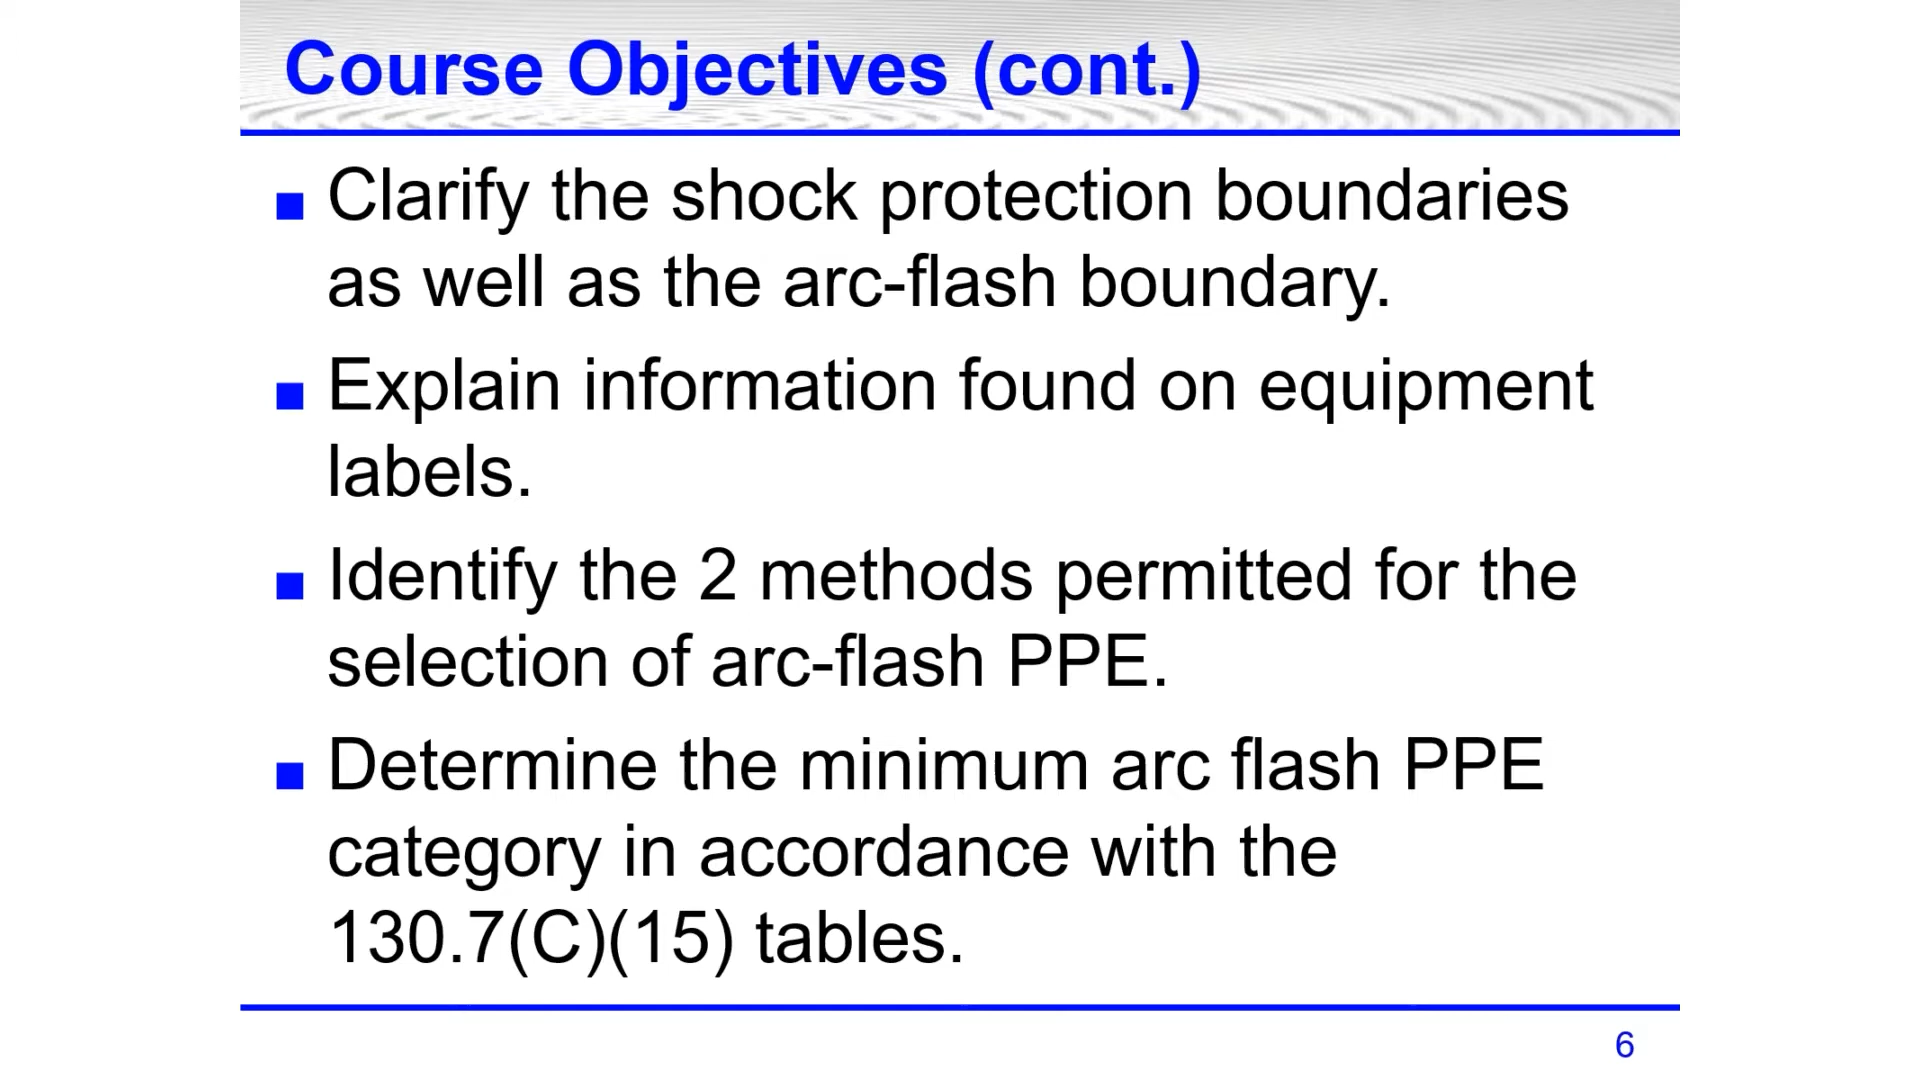 Course Objectives (cont.)
■ Clarify the shock protection boundaries
as well as the arc-flash boundary.
■ Explain information found on equipment
labels.
■ Identify the 2 methods permitted for the
selection of arc-flash PPE.
■ Determine the minimum arc flash PPE
category in accordance with the
130.7(C)(15) tables.
6